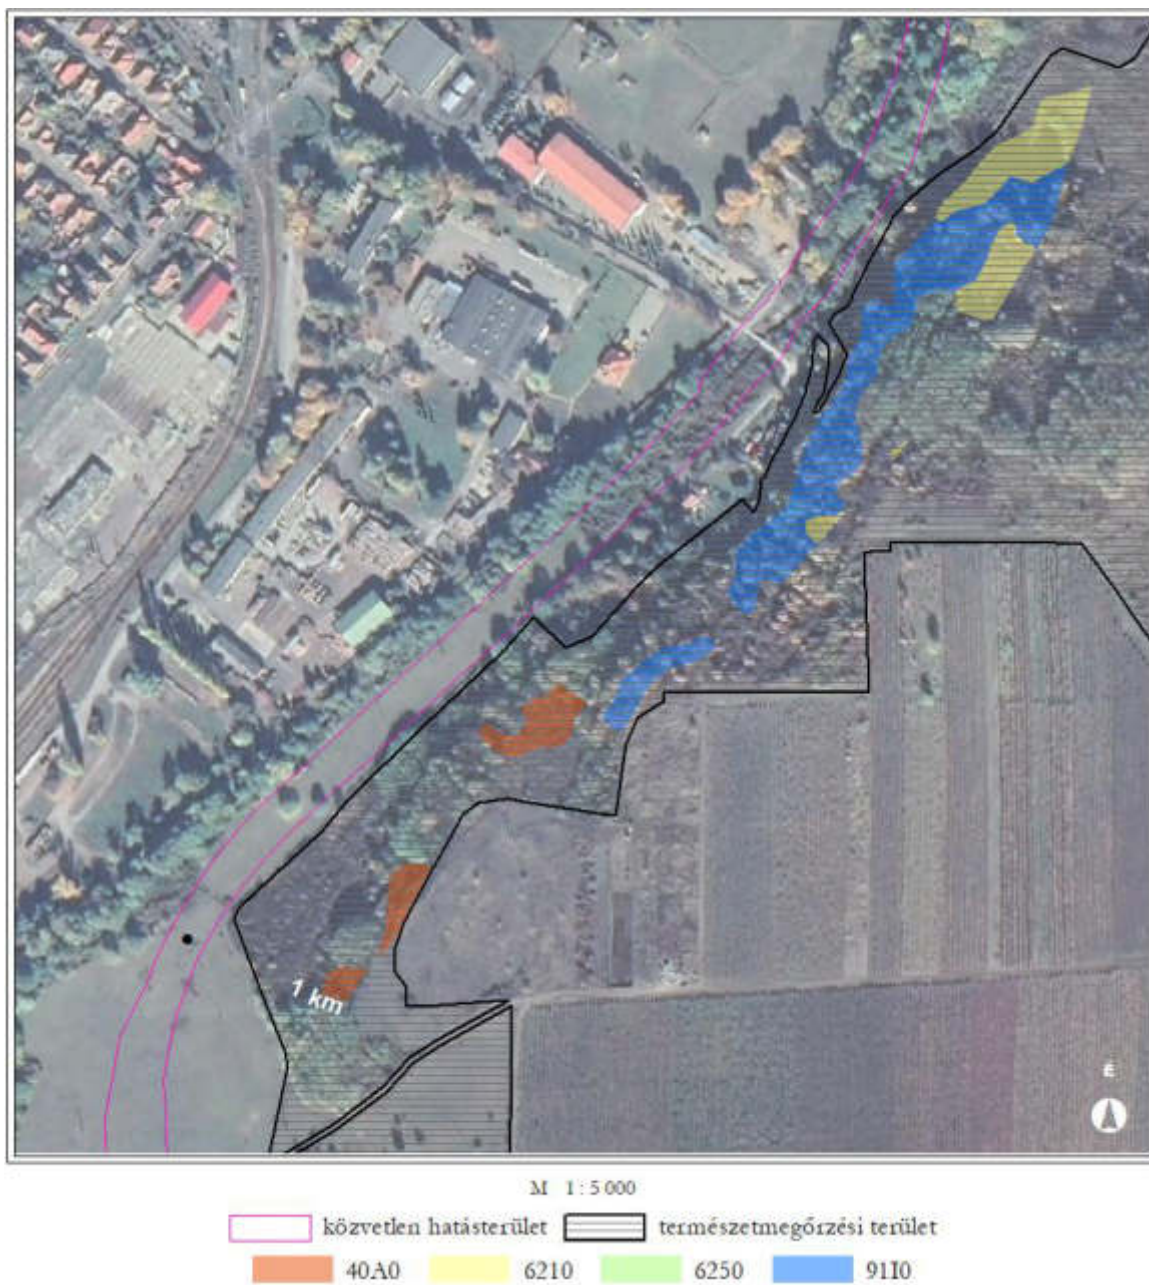 É
1 km
M 1 : 5 000
közvetlen hatásterület természetmegőrzési terület
40A0 6210 6250 91I0